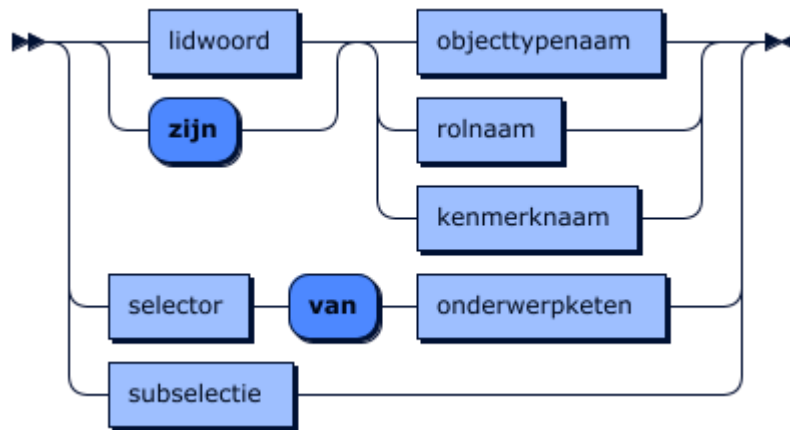 lidwoord objecttypenaam
zijn rolnaam
kenmerknaam
selector van onderwerpketen
subselectie